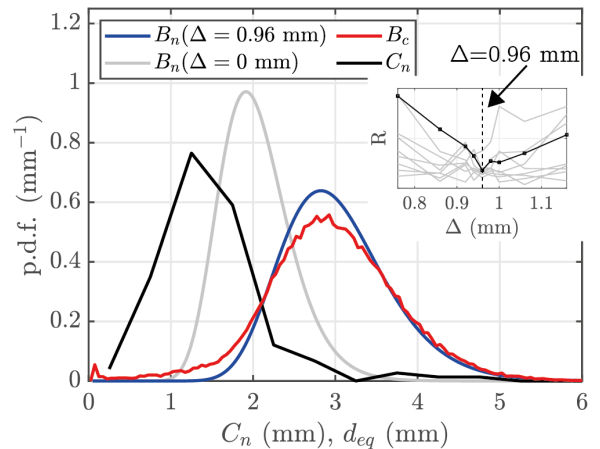 1.2
1
0.8
0.6
0.4
0.2
0
p.d.f. (mm⁻¹)
Bₙ(Δ = 0.96 mm)
B_c
Bₙ(Δ = 0 mm)
Cₙ
Δ=0.96 mm
R
0.8 0.9 1 1.1
Δ (mm)
0 1 2 3 4 5 6
Cₙ (mm), d_eq (mm)